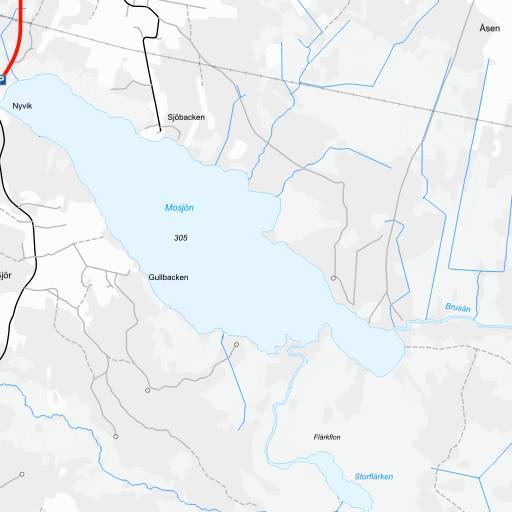 Åsen
P
Nyvik
Sjöbacken
Mosjön
305
Gullbacken
Brusån
Flärkflon
Storflärken